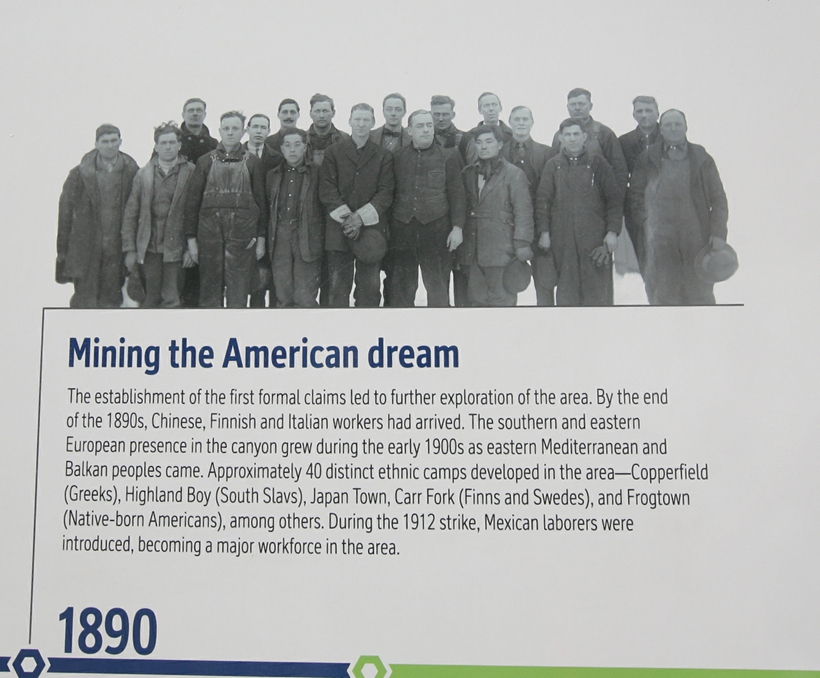 Mining the American dream
The establishment of the first formal claims led to further exploration of the area. By the end
of the 1890s, Chinese, Finnish and Italian workers had arrived. The southern and eastern
European presence in the canyon grew during the early 1900s as eastern Mediterranean and
Balkan peoples came. Approximately 40 distinct ethnic camps developed in the area—Copperfield
(Greeks), Highland Boy (South Slavs), Japan Town, Carr Fork (Finns and Swedes), and Frogtown
(Native-born Americans), among others. During the 1912 strike, Mexican laborers were
introduced, becoming a major workforce in the area.
1890